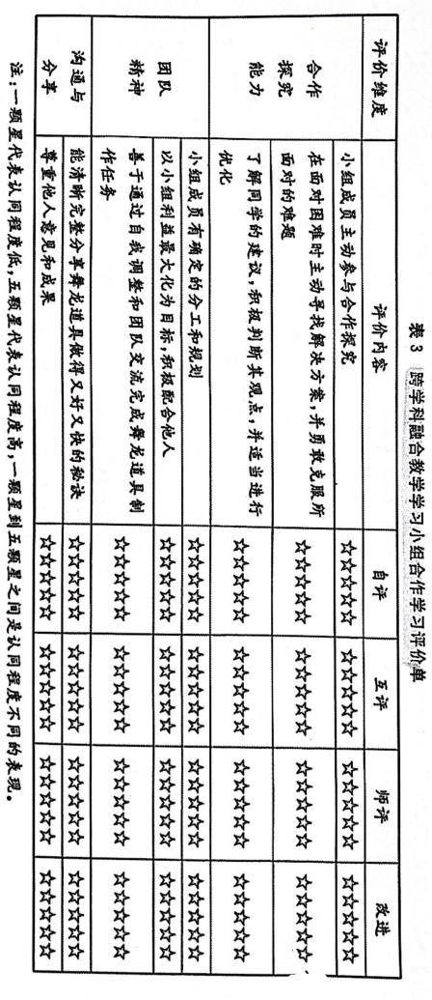 表3 跨学科融合教学学习小组合作学习评价单
评价维度 评价内容 自评 互评 师评 改进
合作
探究
能力
小组成员主动参与合作探究 ☆☆☆☆☆ ☆☆☆☆☆ ☆☆☆☆☆ ☆☆☆☆☆
在面对困难时主动寻找解决方案,并勇敢克服所
面对的难题 ☆☆☆☆☆ ☆☆☆☆☆ ☆☆☆☆☆ ☆☆☆☆☆
了解同学的建议,积极判断其观点,并适当进行
优化 ☆☆☆☆☆ ☆☆☆☆☆ ☆☆☆☆☆ ☆☆☆☆☆
团队
精神
小组成员有确定的分工和规划 ☆☆☆☆☆ ☆☆☆☆☆ ☆☆☆☆☆ ☆☆☆☆☆
以小组利益最大化为目标,积极配合他人 ☆☆☆☆☆ ☆☆☆☆☆ ☆☆☆☆☆ ☆☆☆☆☆
善于通过自我调整和团队交流完成舞龙道具制
作任务 ☆☆☆☆☆ ☆☆☆☆☆ ☆☆☆☆☆ ☆☆☆☆☆
沟通与
分享
能清晰完整分享舞龙道具做得又好又快的秘诀 ☆☆☆☆☆ ☆☆☆☆☆ ☆☆☆☆☆ ☆☆☆☆☆
尊重他人意见和成果 ☆☆☆☆☆ ☆☆☆☆☆ ☆☆☆☆☆ ☆☆☆☆☆
注:一颗星代表认同程度低,五颗星代表认同程度高,一颗星到五颗星之间是认同程度不同的表现。